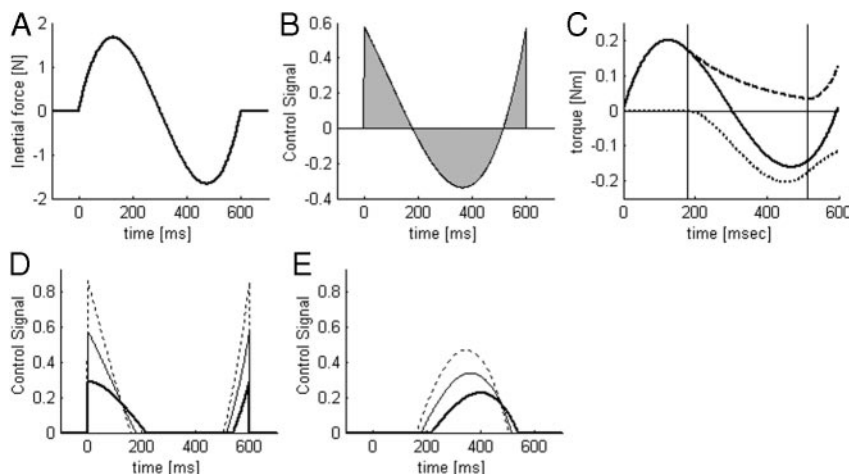 A
Inertial force [N]
2
1
0
-1
-2
0 200 400 600
time [ms]
B
Control Signal
0.6
0.4
0.2
0
-0.2
-0.4
0 200 400 600
time [ms]
C
torque [Nm]
0.2
0.1
0
-0.1
-0.2
0 200 400 600
time [msec]
D
Control Signal
0.8
0.6
0.4
0.2
0
0 200 400 600
time [ms]
E
Control Signal
0.8
0.6
0.4
0.2
0
0 200 400 600
time [ms]